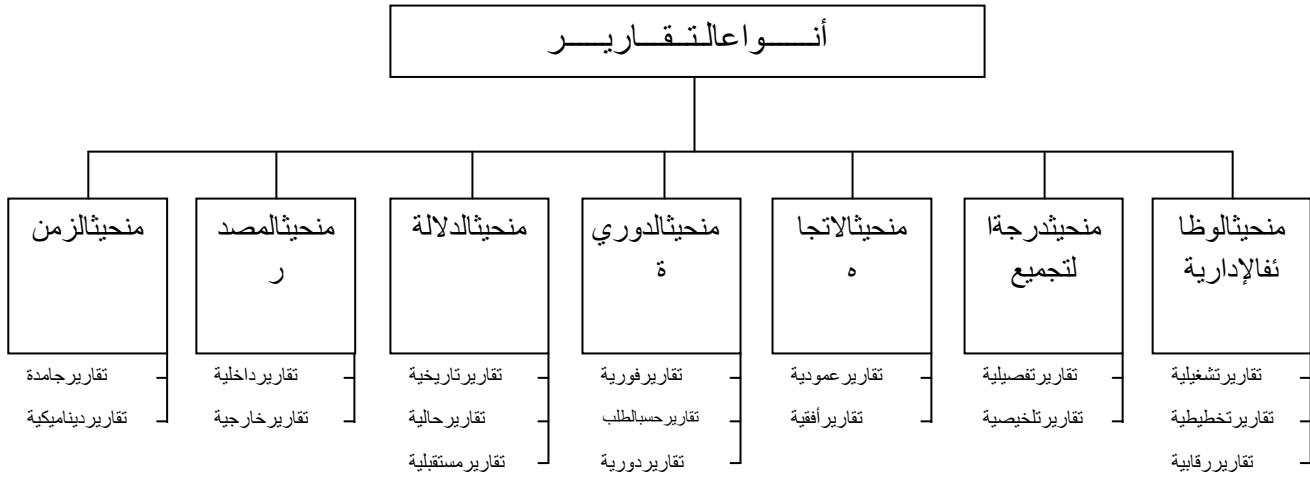 أنـــــواعالـتـقـــاريـــــر
منحيثالوظا
ئفالإدارية
تقاريرتشغيلية
تقاريرتخطيطية
تقاريررقابية
منحيثدرجةا
لتجميع
تقاريرتفصيلية
تقاريرتلخيصية
منحيثالاتجا
ه
تقاريرعمودية
تقاريرأفقية
منحيثالدوري
ة
تقاريرفورية
تقاريرحسبالطلب
تقاريردورية
منحيثالدلالة
تقاريرتاريخية
تقاريرحالية
تقاريرمستقبلية
منحيثالمصد
ر
تقاريرداخلية
تقاريرخارجية
منحيثالزمن
تقاريرجامدة
تقاريرديناميكية